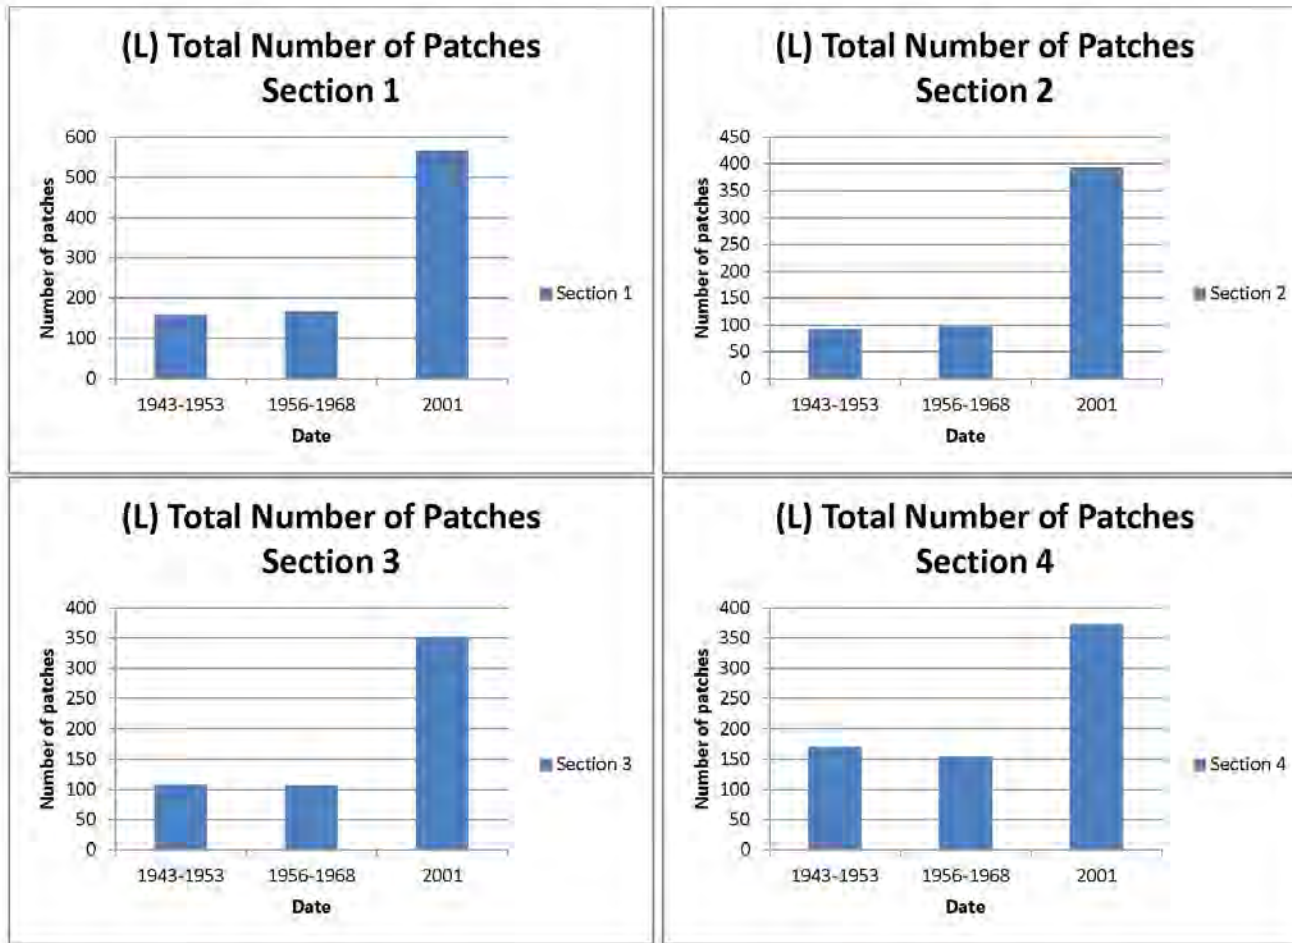 (L) Total Number of Patches
Section 1
600
500
400
300
200
100
0
Number of patches
1943-1953
1956-1968
2001
Date
Section 1
(L) Total Number of Patches
Section 2
450
400
350
300
250
200
150
100
50
0
Number of patches
1943-1953
1956-1968
2001
Date
Section 2
(L) Total Number of Patches
Section 3
400
350
300
250
200
150
100
50
0
Number of patches
1943-1953
1956-1968
2001
Date
Section 3
(L) Total Number of Patches
Section 4
400
350
300
250
200
150
100
50
0
Number of patches
1943-1953
1956-1968
2001
Date
Section 4